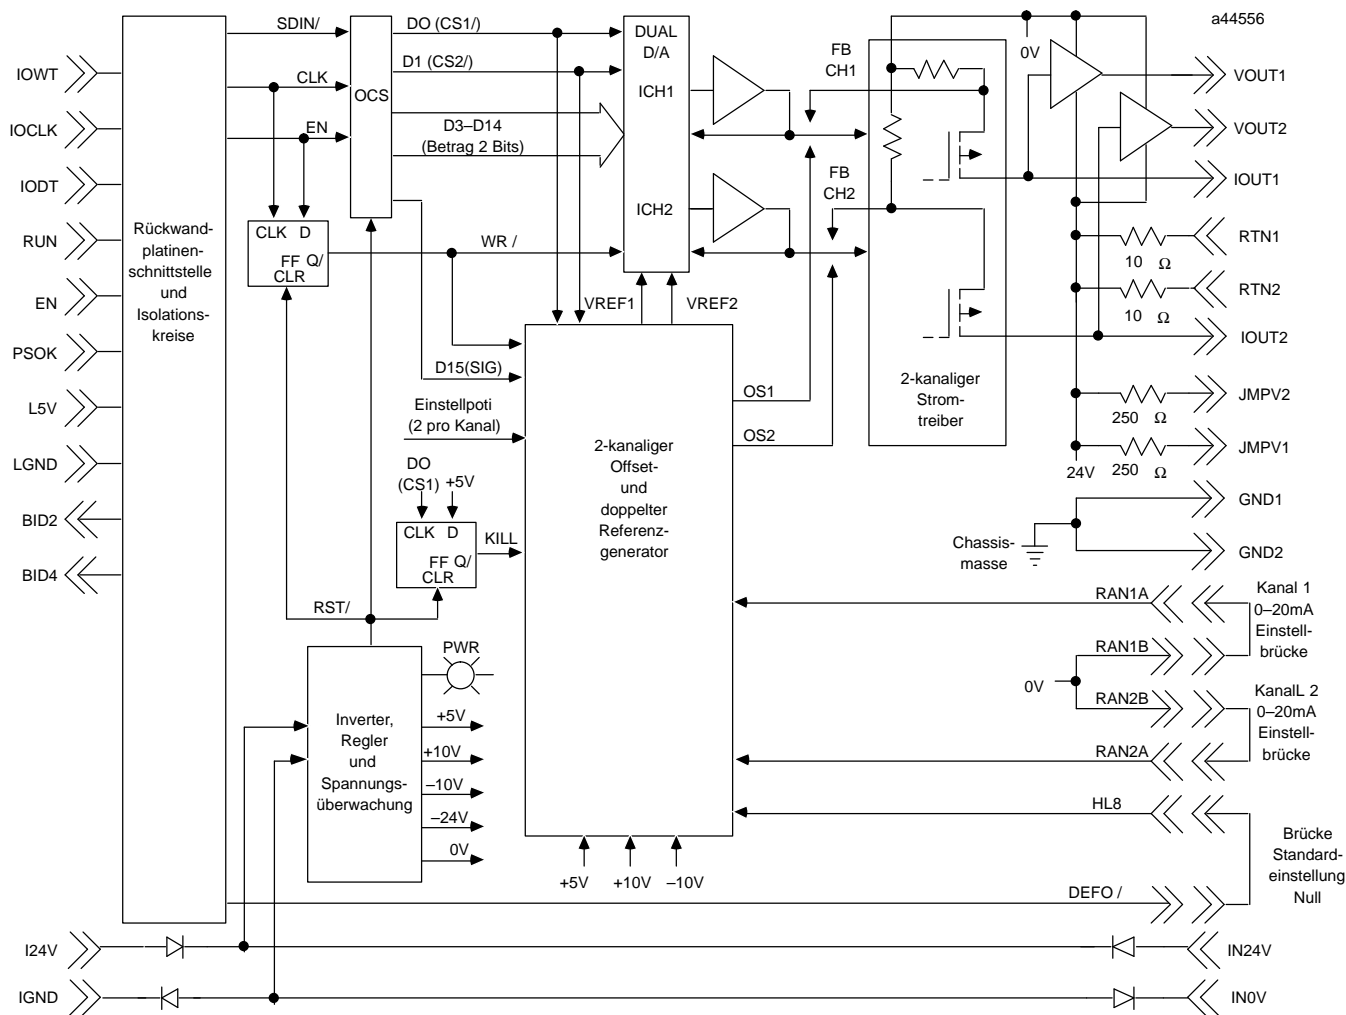 a44556
SDIN/
CLK
EN
IOWT
IOCLK
IODT
RUN
EN
PSOK
L5V
LGND
BID2
BID4
I24V
IGND
Rückwand-
platinen-
schnittstelle
und
Isolations-
kreise
OCS
DO (CS1/)
D1 (CS2/)
D3–D14
(Betrag 2 Bits)
CLK D
FF Q/
CLR
WR /
DUAL
D/A
ICH1
ICH2
VREF1
VREF2
FB
CH1
FB
CH2
0V
VOUT1
VOUT2
IOUT1
RTN1
10 Ω
RTN2
10 Ω
IOUT2
JMPV2
250 Ω
JMPV1
24V
250 Ω
GND1
GND2
Chassis-
masse
2-kanaliger
Strom-
treiber
OS1
OS2
D15(SIG)
Einstellpoti
(2 pro Kanal)
DO
(CS1)
+5V
CLK D
FF Q/
CLR
KILL
2-kanaliger
Offset-
und
doppelter
Referenz-
generator
+5V
+10V
–10V
RST/
PWR
Inverter,
Regler
und
Spannungs-
überwachung
+5V
+10V
–10V
–24V
0V
RAN1A
RAN1B
0V
RAN2B
RAN2A
HL8
DEFO /
Kanal 1
0–20mA
Einstell-
brücke
KanalL 2
0–20mA
Einstell-
brücke
Brücke
Standard-
einstellung
Null
IN24V
IN0V